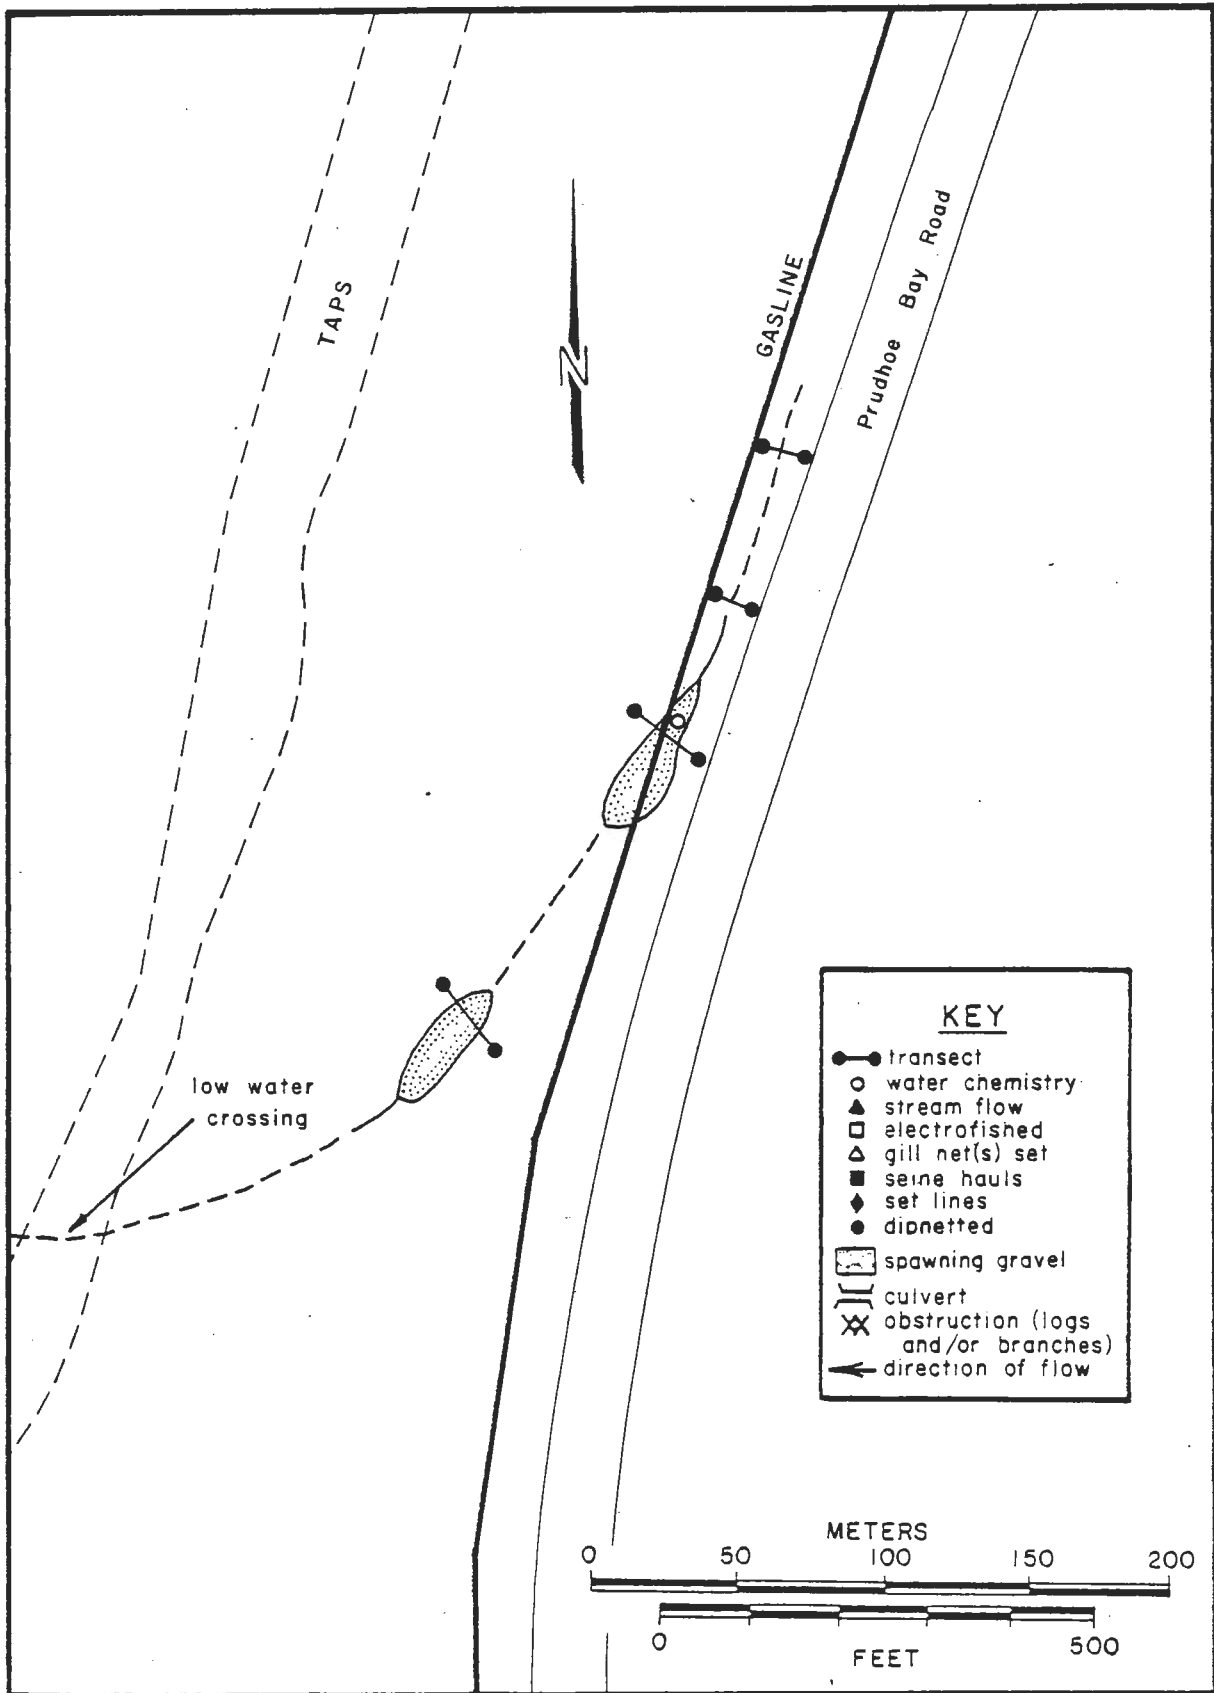 TAPS
N
GASLINE
Prudhoe Bay Road
low water
crossing
KEY
transect
water chemistry
stream flow
electrofished
gill net(s) set
seine hauls
set lines
dipnetted
spawning gravel
culvert
obstruction (logs
and/or branches)
direction of flow
METERS
0 50 100 150 200
0 500
FEET